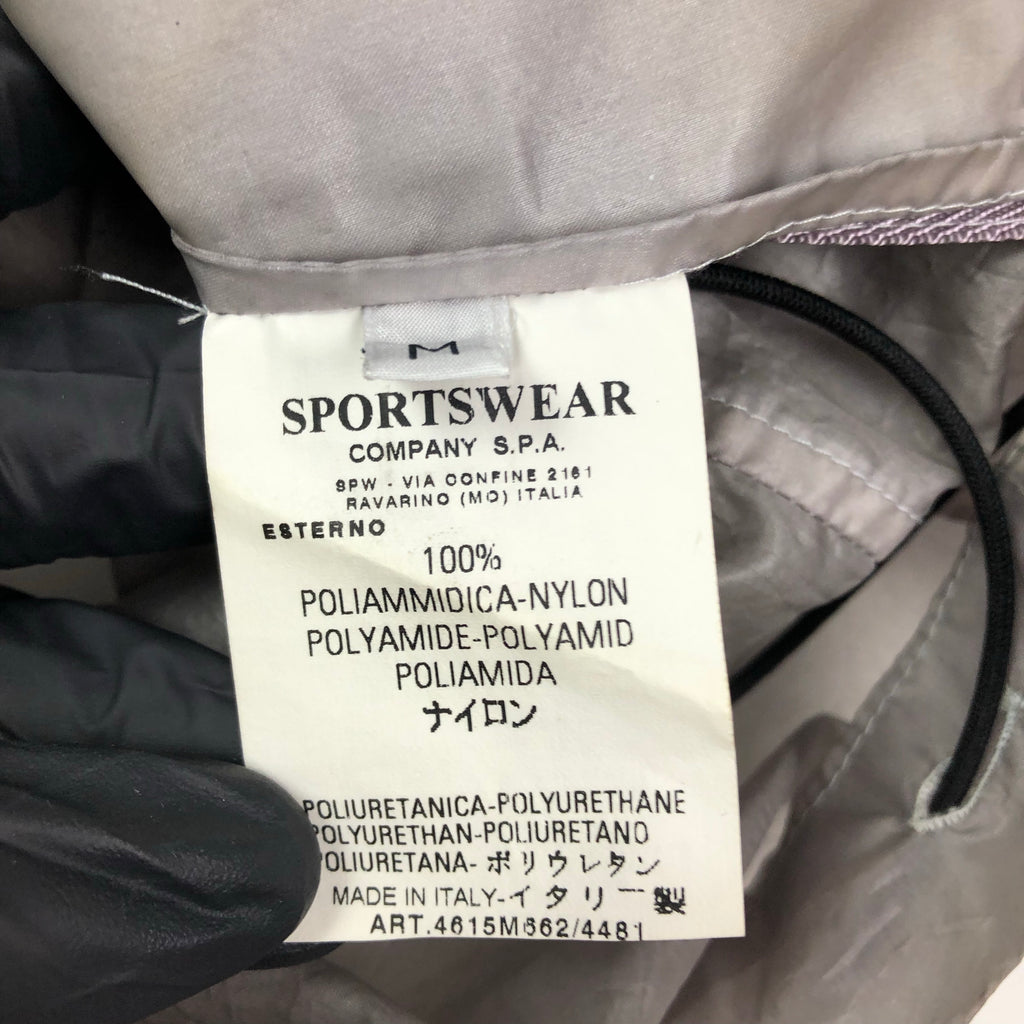 M
SPORTSWEAR
COMPANY S.P.A.
SPW - VIA CONFINE 2161
RAVARINO (MO) ITALIA
ESTERNO
100%
POLIAMMIDICA-NYLON
POLYAMIDE-POLYAMID
POLIAMIDA
ナイロン
POLIURETANICA-POLYURETHANE
POLYURETHAN-POLIURETANO
POLIURETANA-ポリウレタン
MADE IN ITALY-イタリー製
ART.4615M662/4481